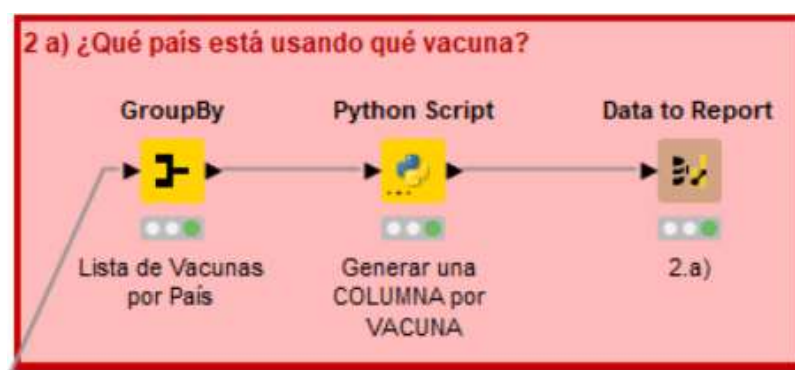 2 a) ¿Qué país está usando qué vacuna?
GroupBy
Python Script
Data to Report
Lista de Vacunas
por País
Generar una
COLUMNA por
VACUNA
2.a)